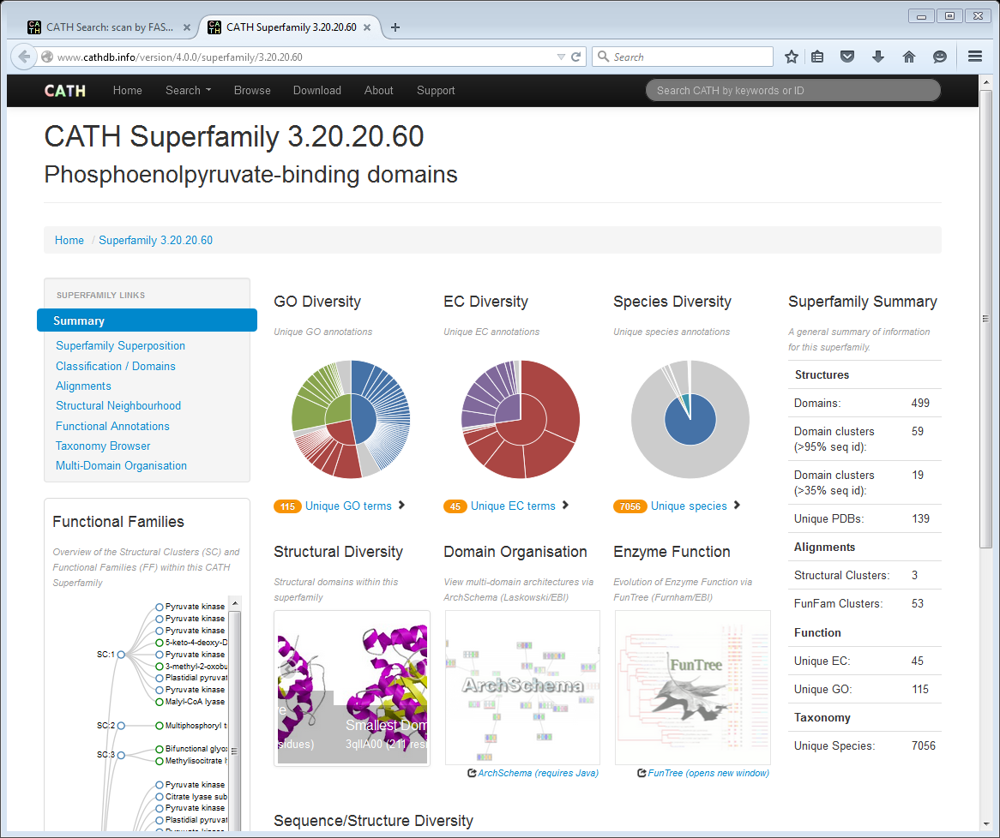 CATH Search: scan by FAS...
CATH Superfamily 3.20.20.60
www.cathdb.info/version/4.0.0/superfamily/3.20.20.60
Search
CATH
Home
Search
Browse
Download
About
Support
Search CATH by keywords or ID
CATH Superfamily 3.20.20.60
Phosphoenolpyruvate-binding domains
Home / Superfamily 3.20.20.60
SUPERFAMILY LINKS
Summary
Superfamily Superposition
Classification / Domains
Alignments
Structural Neighbourhood
Functional Annotations
Taxonomy Browser
Multi-Domain Organisation
Functional Families
Overview of the Structural Clusters (SC) and
Functional Families (FF) within this CATH
Superfamily
Pyruvate kinase
Pyruvate kinase
Pyruvate kinase
5-keto-4-deoxy-D
SC:1
Pyruvate kinase
3-methyl-2-oxobu
Plastidial pyruvat
Pyruvate kinase
Malyl-CoA lyase
SC:2
Multiphosphoryl t
Bifunctional glyox
SC:3
Methylisocitrate l
Pyruvate kinase
Citrate lyase sub
Pyruvate kinase
Plastidial pyruvat
Pyruvate kinase
GO Diversity
Unique GO annotations
115 Unique GO terms
EC Diversity
Unique EC annotations
45 Unique EC terms
Species Diversity
Unique species annotations
7056 Unique species
Structural Diversity
Structural domains within this
superfamily
e
sidues)
Smallest Dom
3qllA00 (211 resi
Domain Organisation
View multi-domain architectures via
ArchSchema (Laskowski/EBI)
ArchSchema
ArchSchema (requires Java)
Enzyme Function
Evolution of Enzyme Function via
FunTree (Furnham/EBI)
FunTree
FunTree (opens new window)
Sequence/Structure Diversity
Superfamily Summary
A general summary of information
for this superfamily.
Structures
Domains: 499
Domain clusters 59
(>95% seq id):
Domain clusters 19
(>35% seq id):
Unique PDBs: 139
Alignments
Structural Clusters: 3
FunFam Clusters: 53
Function
Unique EC: 45
Unique GO: 115
Taxonomy
Unique Species: 7056